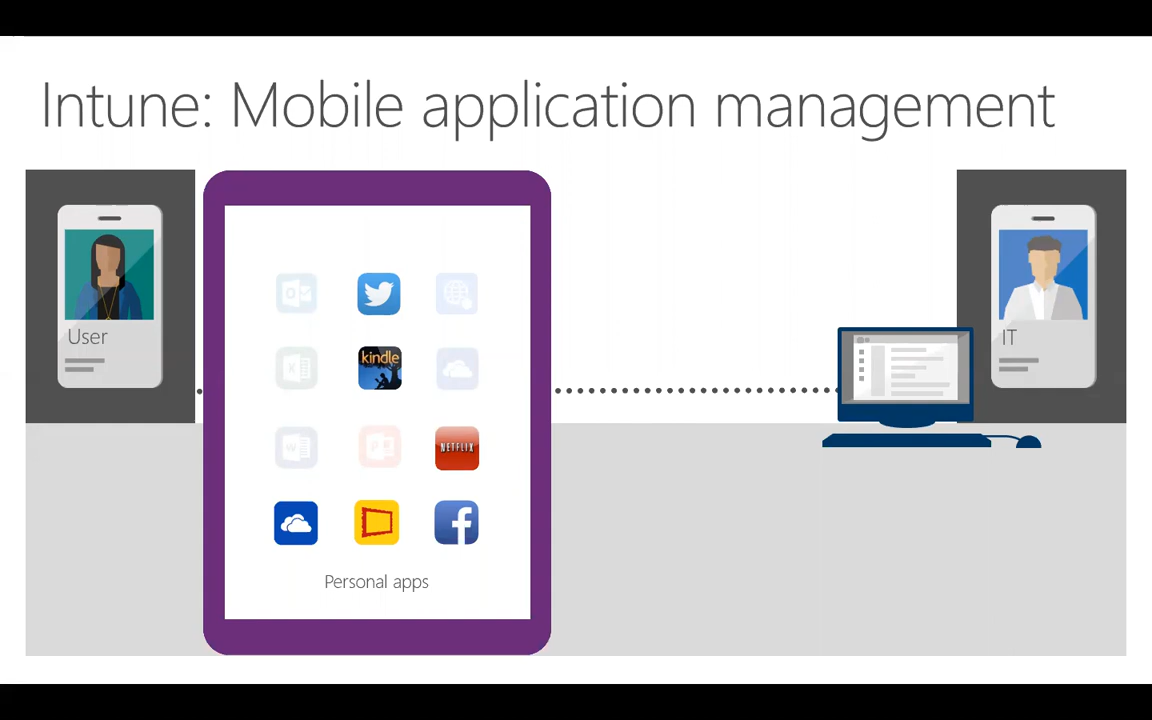 Intune: Mobile application management
User
IT
kindle
NETFLIX
Personal apps